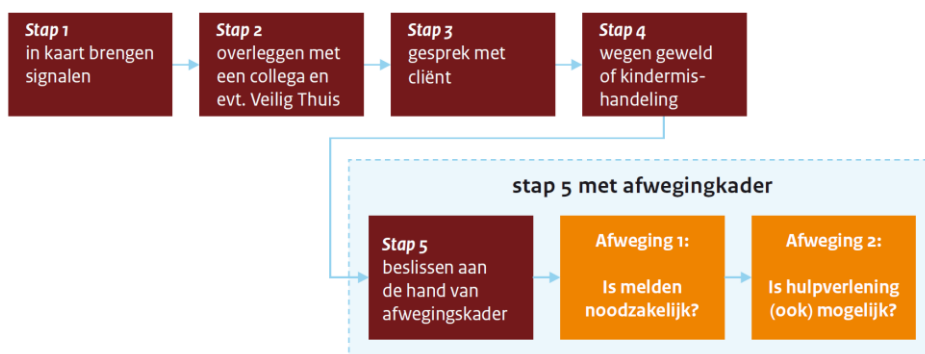 Stap 1
in kaart brengen
signalen
Stap 2
overleggen met
een collega en
evt. Veilig Thuis
Stap 3
gesprek met
cliënt
Stap 4
wegen geweld
of kindermis-
handeling
stap 5 met afwegingkader
Stap 5
beslissen aan
de hand van
afwegingskader
Afweging 1:
Is melden
noodzakelijk?
Afweging 2:
Is hulpverlening
(ook) mogelijk?